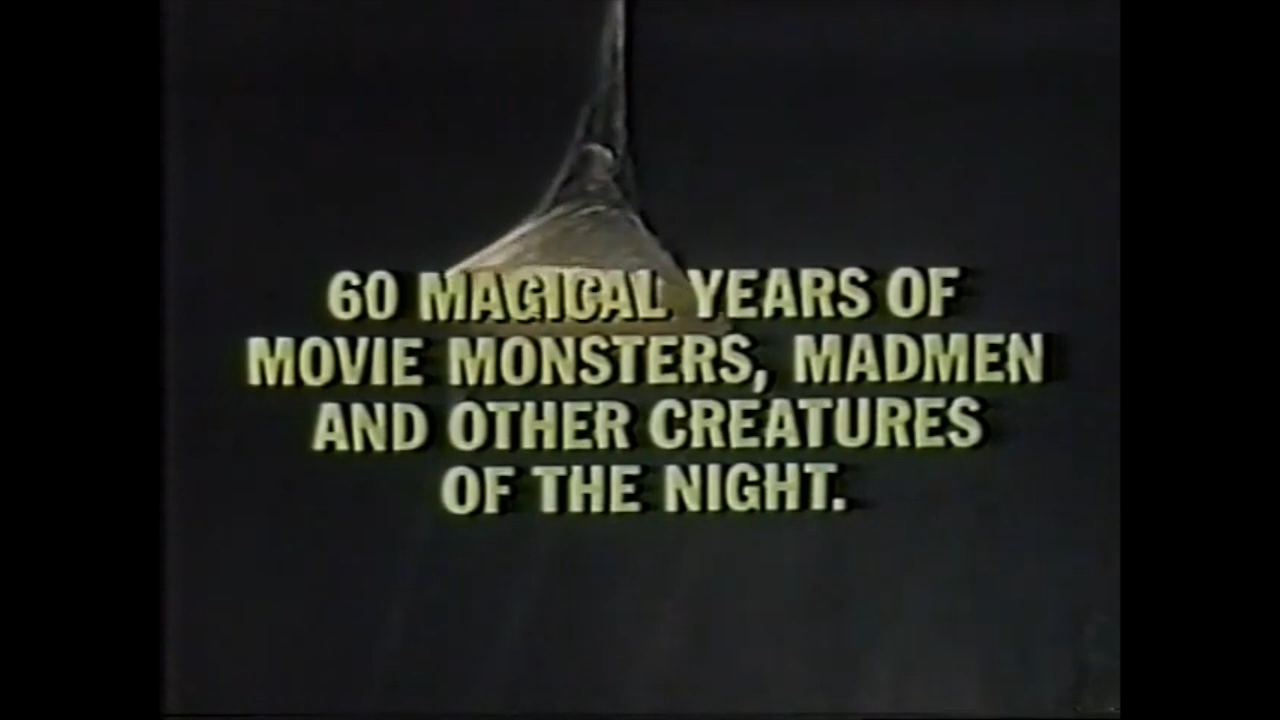 60 MAGICAL YEARS OF
MOVIE MONSTERS, MADMEN
AND OTHER CREATURES
OF THE NIGHT.